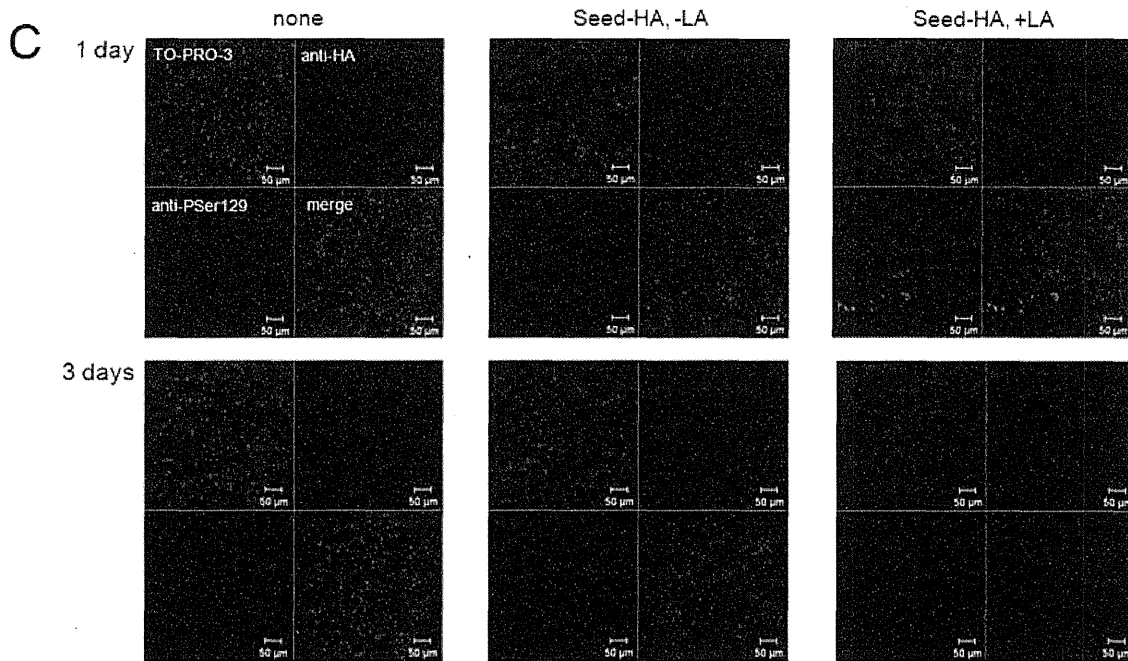 C
none
Seed-HA, -LA
Seed-HA, +LA
1 day
TO-PRO-3
anti-HA
50 µm
50 µm
50 µm
50 µm
50 µm
50 µm
anti-PSer129
merge
50 µm
50 µm
50 µm
50 µm
50 µm
50 µm
3 days
50 µm
50 µm
50 µm
50 µm
50 µm
50 µm
50 µm
50 µm
50 µm
50 µm
50 µm
50 µm